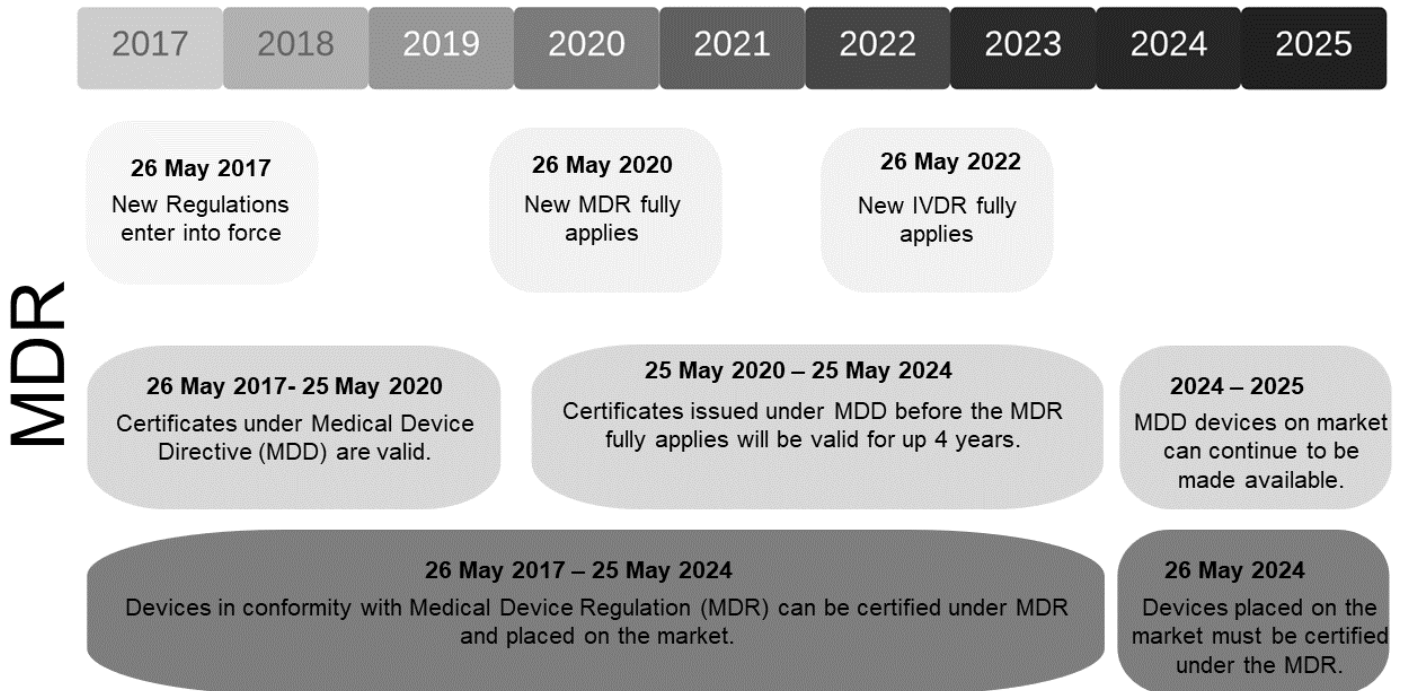 2017 2018 2019 2020 2021 2022 2023 2024 2025
MDR
26 May 2017
New Regulations
enter into force
26 May 2020
New MDR fully
applies
26 May 2022
New IVDR fully
applies
26 May 2017- 25 May 2020
Certificates under Medical Device
Directive (MDD) are valid.
25 May 2020 – 25 May 2024
Certificates issued under MDD before the MDR
fully applies will be valid for up 4 years.
2024 – 2025
MDD devices on market
can continue to be
made available.
26 May 2017 – 25 May 2024
Devices in conformity with Medical Device Regulation (MDR) can be certified under MDR
and placed on the market.
26 May 2024
Devices placed on the
market must be certified
under the MDR.